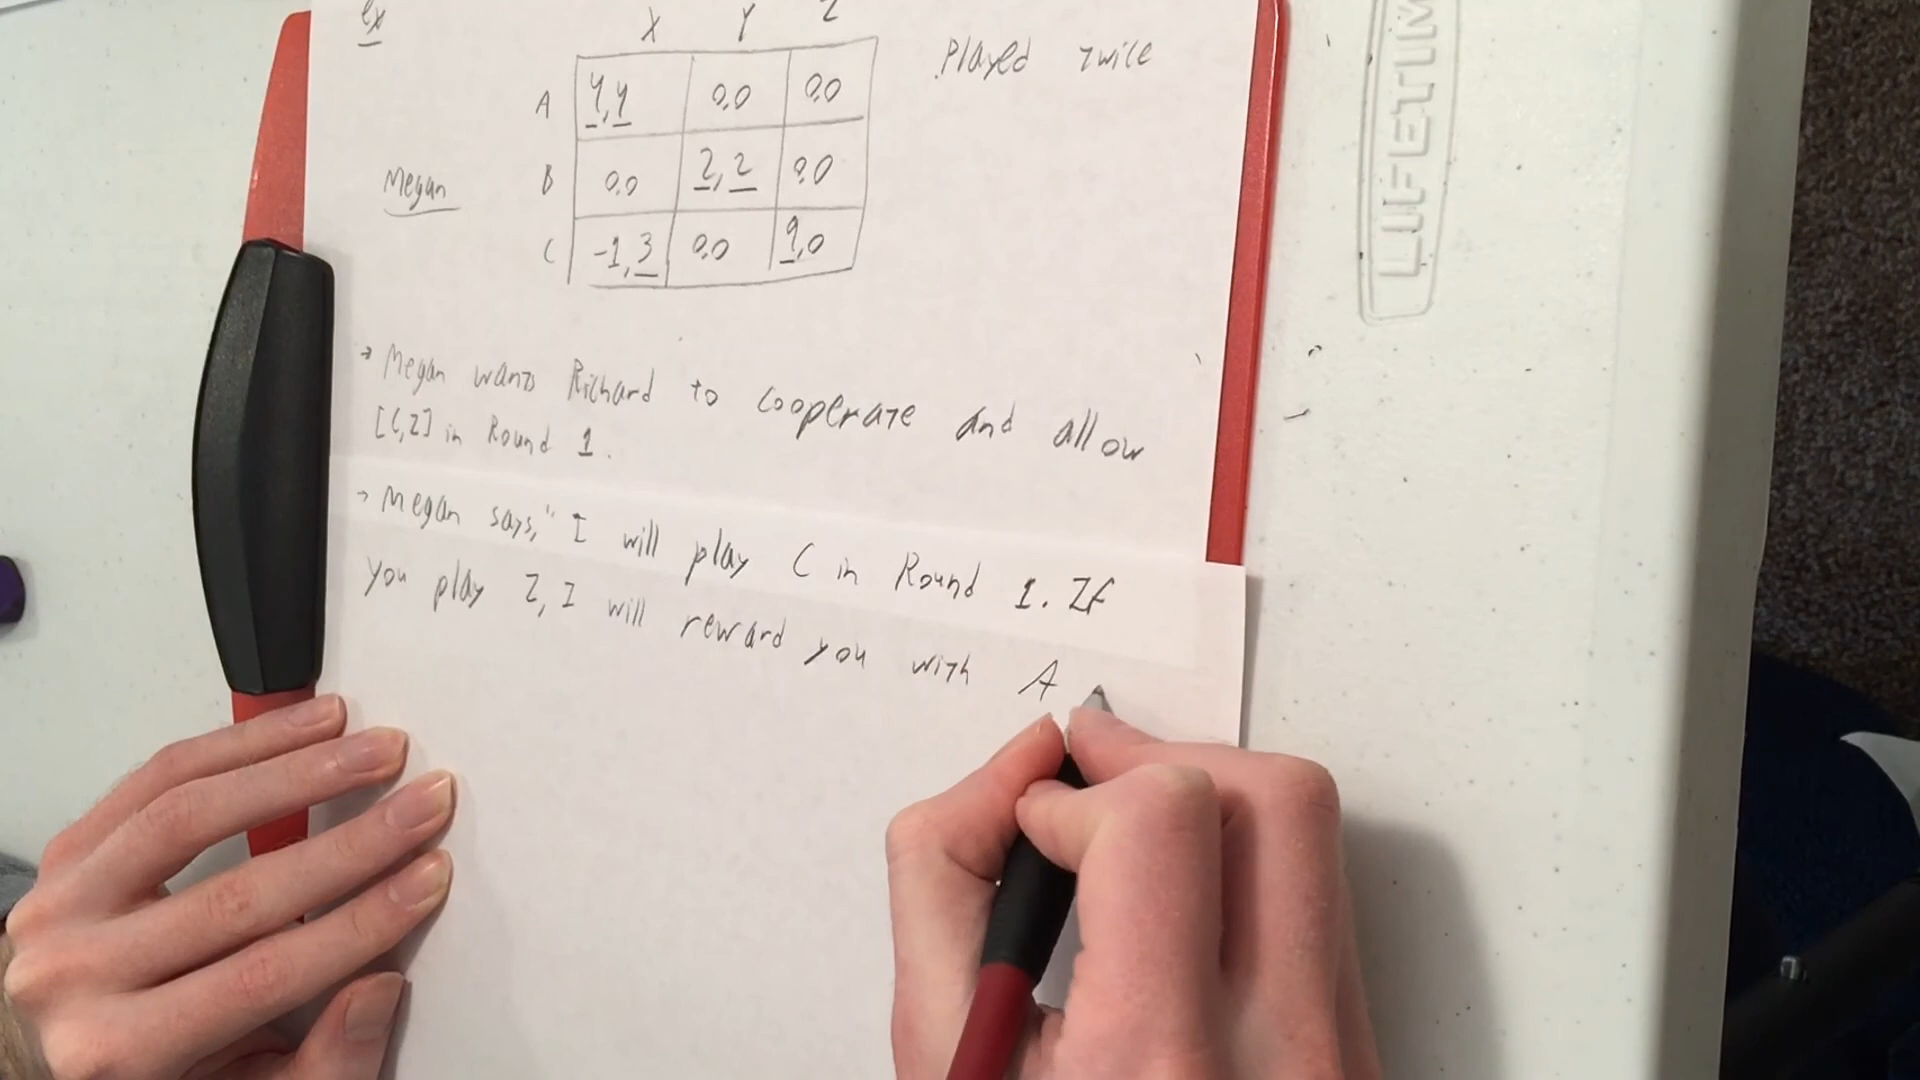 ex
X Y Z
A 4,4 0,0 0,0
Played twice
Megan
B 0,0 2,2 0,0
C -1,3 0,0 9,0
→ Megan wants Richard to cooperate and allow
[C,Z] in Round 1.
→ Megan says, "I will play C in Round 1. If
you play Z, I will reward you with A
LIFETIM